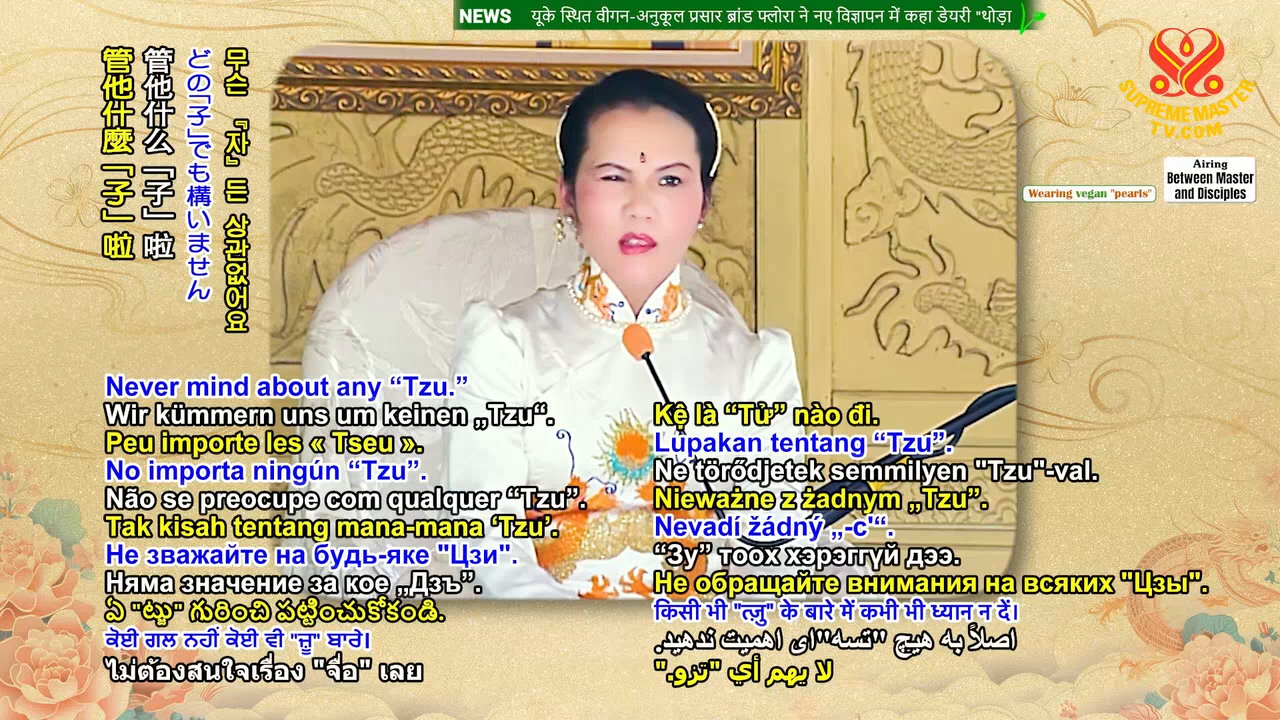 NEWS यूके स्थित वीगन-अनुकूल प्रसार ब्रांड फ्लोरा ने नए विज्ञापन में कहा डेयरी "थोड़ा
SUPREME MASTER
TV.COM
Airing
Between Master
and Disciples
Wearing vegan "pearls"
管他什麼「子」啦
管他什么「子」啦
どの「子」でも構いません
무슨 『자』든 상관없어요
Never mind about any “Tzu.”
Wir kümmern uns um keinen „Tzu“.
Peu importe les « Tseu ».
No importa ningún “Tzu”.
Não se preocupe com qualquer “Tzu”.
Tak kisah tentang mana-mana ‘Tzu’.
Не зважайте на будь-яке "Цзи".
Няма значение за кое „Дзъ”.
ఏ "ట్జు" గురించి పట్టించుకోకండి.
ਕੋਈ ਗਲ ਨਹੀਂ ਕੋਈ ਵੀ "ਜ਼ੂ" ਬਾਰੇ।
ไม่ต้องสนใจเรื่อง "จื่อ" เลย
Kệ là “Tử” nào đi.
Lupakan tentang “Tzu”.
Ne törődjetek semmilyen "Tzu"-val.
Nieważne z żadnym „Tzu”.
Nevadí žádný „-c'“.
“Зу” тоох хэрэггүй дээ.
Не обращайте внимания на всяких "Цзы".
किसी भी "त्ज़ु" के बारे में कभी भी ध्यान न दें।
اصلاً به هیچ "تسه"ای اهمیت ندهید.
لا يهم أي "تزو."